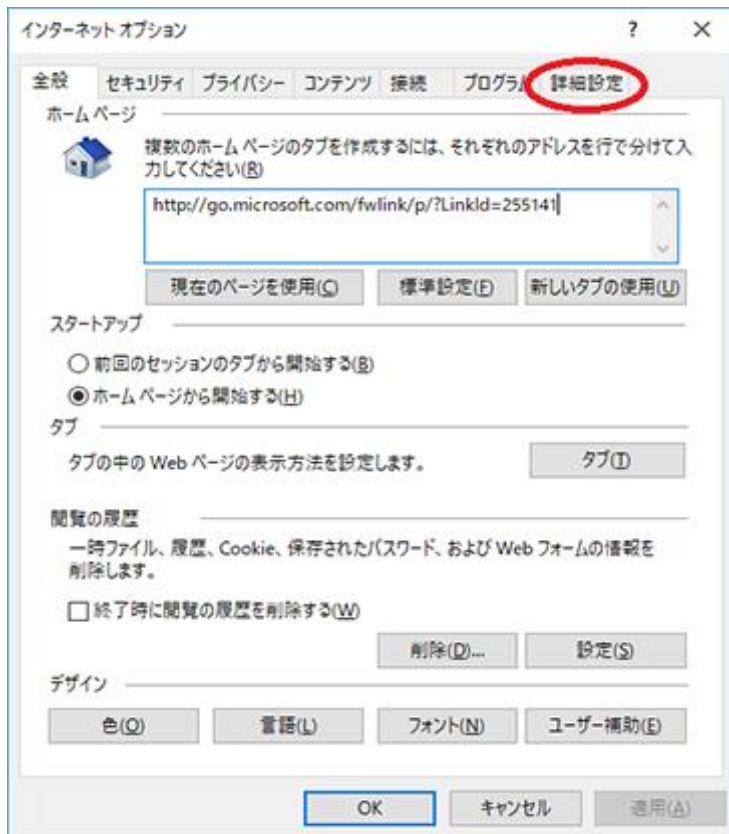 インターネット オプション ? ×
全般 セキュリティ プライバシー コンテンツ 接続 プログラム 詳細設定
ホーム ページ
複数のホーム ページのタブを作成するには、それぞれのアドレスを行で分けて入
力してください(R)
http://go.microsoft.com/fwlink/p/?LinkId=255141
現在のページを使用(C) 標準設定(F) 新しいタブの使用(U)
スタートアップ
前回のセッションのタブから開始する(B)
ホーム ページから開始する(H)
タブ
タブの中の Web ページの表示方法を設定します。 タブ(T)
閲覧の履歴
一時ファイル、履歴、Cookie、保存されたパスワード、および Web フォームの情報を
削除します。
終了時に閲覧の履歴を削除する(W)
削除(D)... 設定(S)
デザイン
色(O) 言語(L) フォント(N) ユーザー補助(E)
OK キャンセル 適用(A)